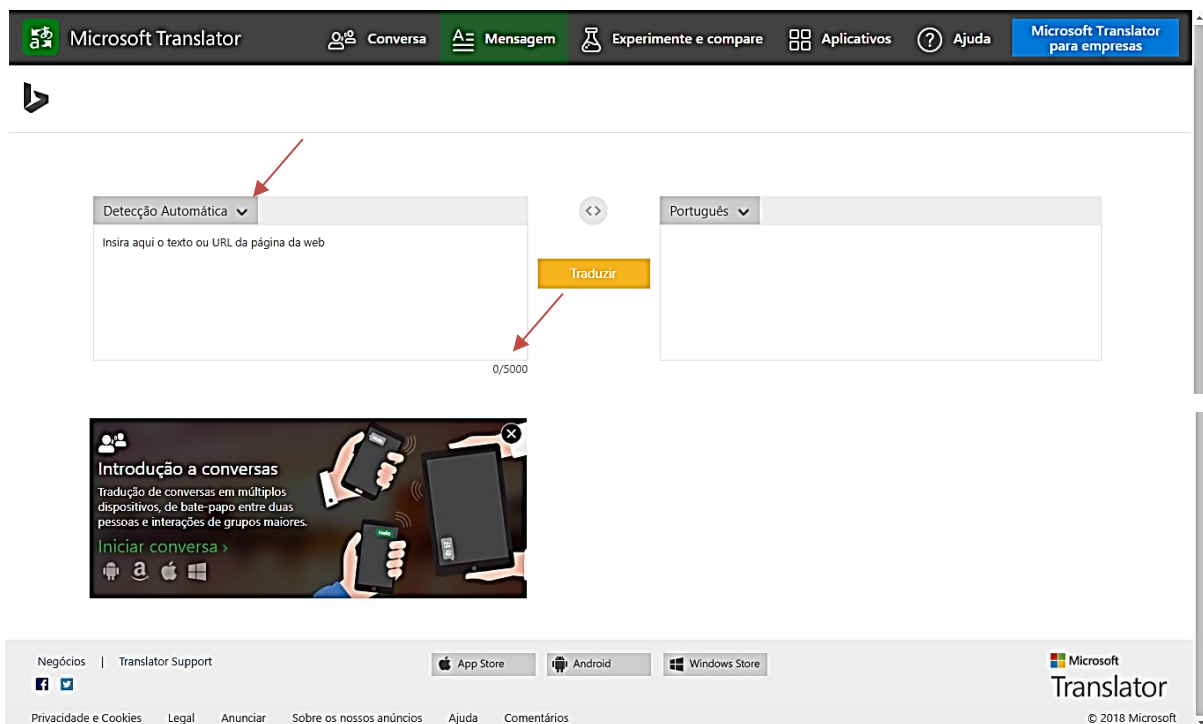 Microsoft Translator
Conversa
Mensagem
Experimente e compare
Aplicativos
Ajuda
Microsoft Translator
para empresas
Detecção Automática
Português
Insira aqui o texto ou URL da página da web
Traduzir
0/5000
Introdução a conversas
Tradução de conversas em múltiplos
dispositivos, de bate-papo entre duas
pessoas e interações de grupos maiores.
Iniciar conversa ›
Hello
Hello
你好
Negócios | Translator Support
App Store
Android
Windows Store
Microsoft
Translator
Privacidade e Cookies Legal Anunciar Sobre os nossos anúncios Ajuda Comentários
© 2018 Microsoft